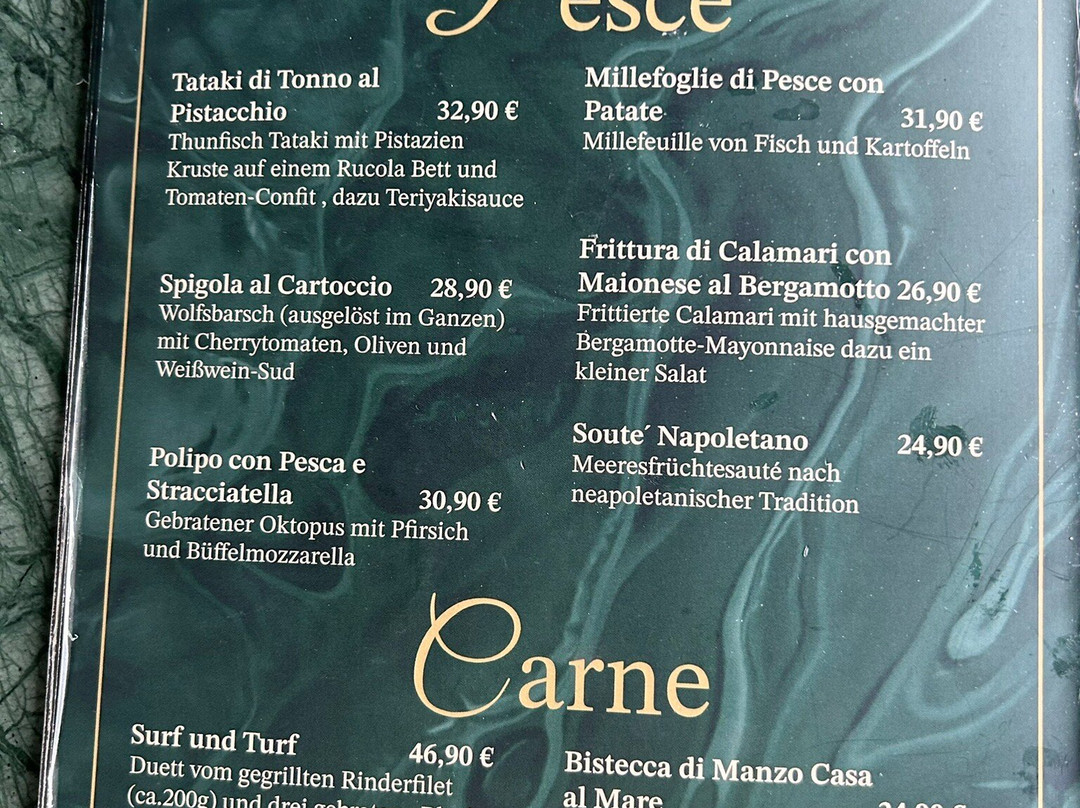 Pesce
Tataki di Tonno al
Pistacchio 32,90 €
Thunfisch Tataki mit Pistazien
Kruste auf einem Rucola Bett und
Tomaten-Confit , dazu Teriyakisauce
Spigola al Cartoccio 28,90 €
Wolfsbarsch (ausgelöst im Ganzen)
mit Cherrytomaten, Oliven und
Weißwein-Sud
Polipo con Pesca e
Stracciatella 30,90 €
Gebratener Oktopus mit Pfirsich
und Büffelmozzarella
Millefoglie di Pesce con
Patate 31,90 €
Millefeuille von Fisch und Kartoffeln
Frittura di Calamari con
Maionese al Bergamotto 26,90 €
Frittierte Calamari mit hausgemachter
Bergamotte-Mayonnaise dazu ein
kleiner Salat
Soute´ Napoletano 24,90 €
Meeresfrüchtesauté nach
neapoletanischer Tradition
Carne
Surf und Turf 46,90 €
Duett vom gegrillten Rinderfilet
(ca.200g) und drei
Bistecca di Manzo Casa
al Mare